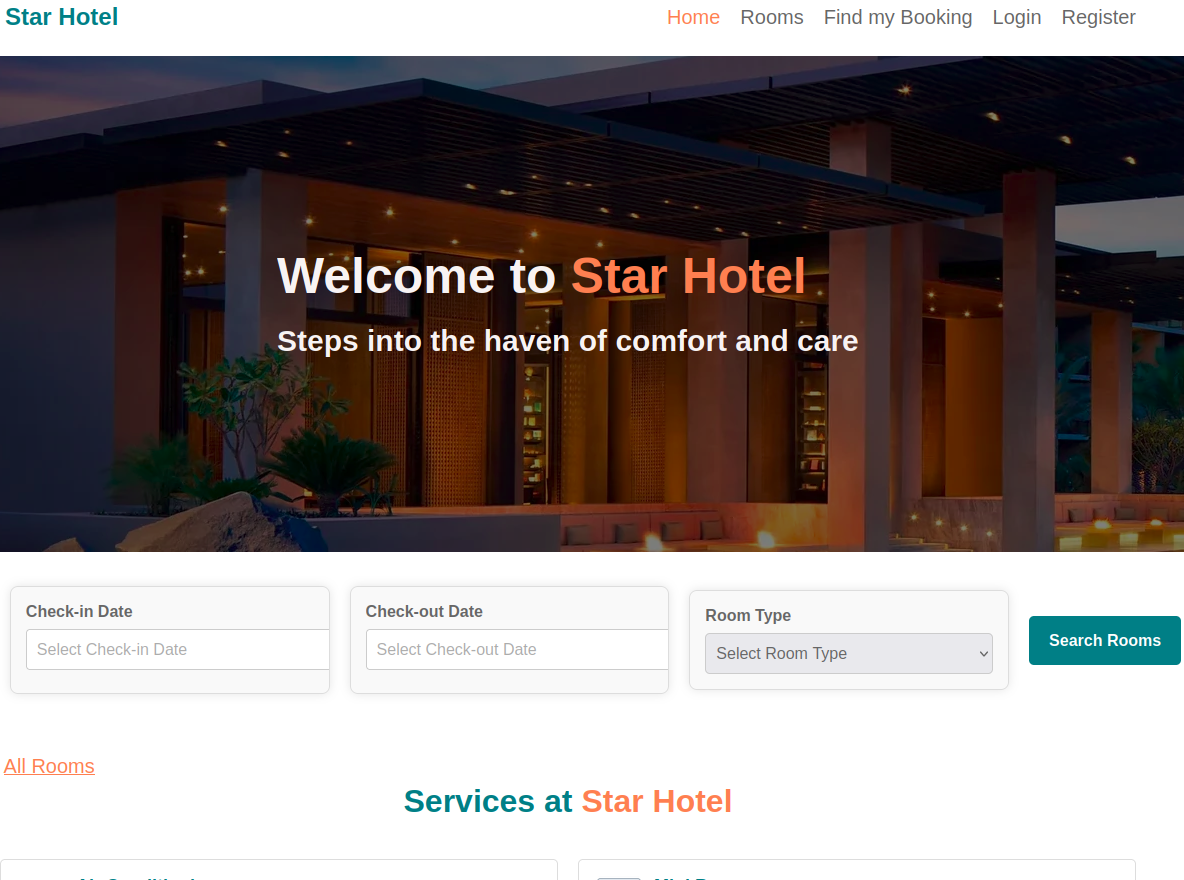 Star Hotel
Home Rooms Find my Booking Login Register
Welcome to Star Hotel
Steps into the haven of comfort and care
Check-in Date
Select Check-in Date
Check-out Date
Select Check-out Date
Room Type
Select Room Type
Search Rooms
All Rooms
Services at Star Hotel